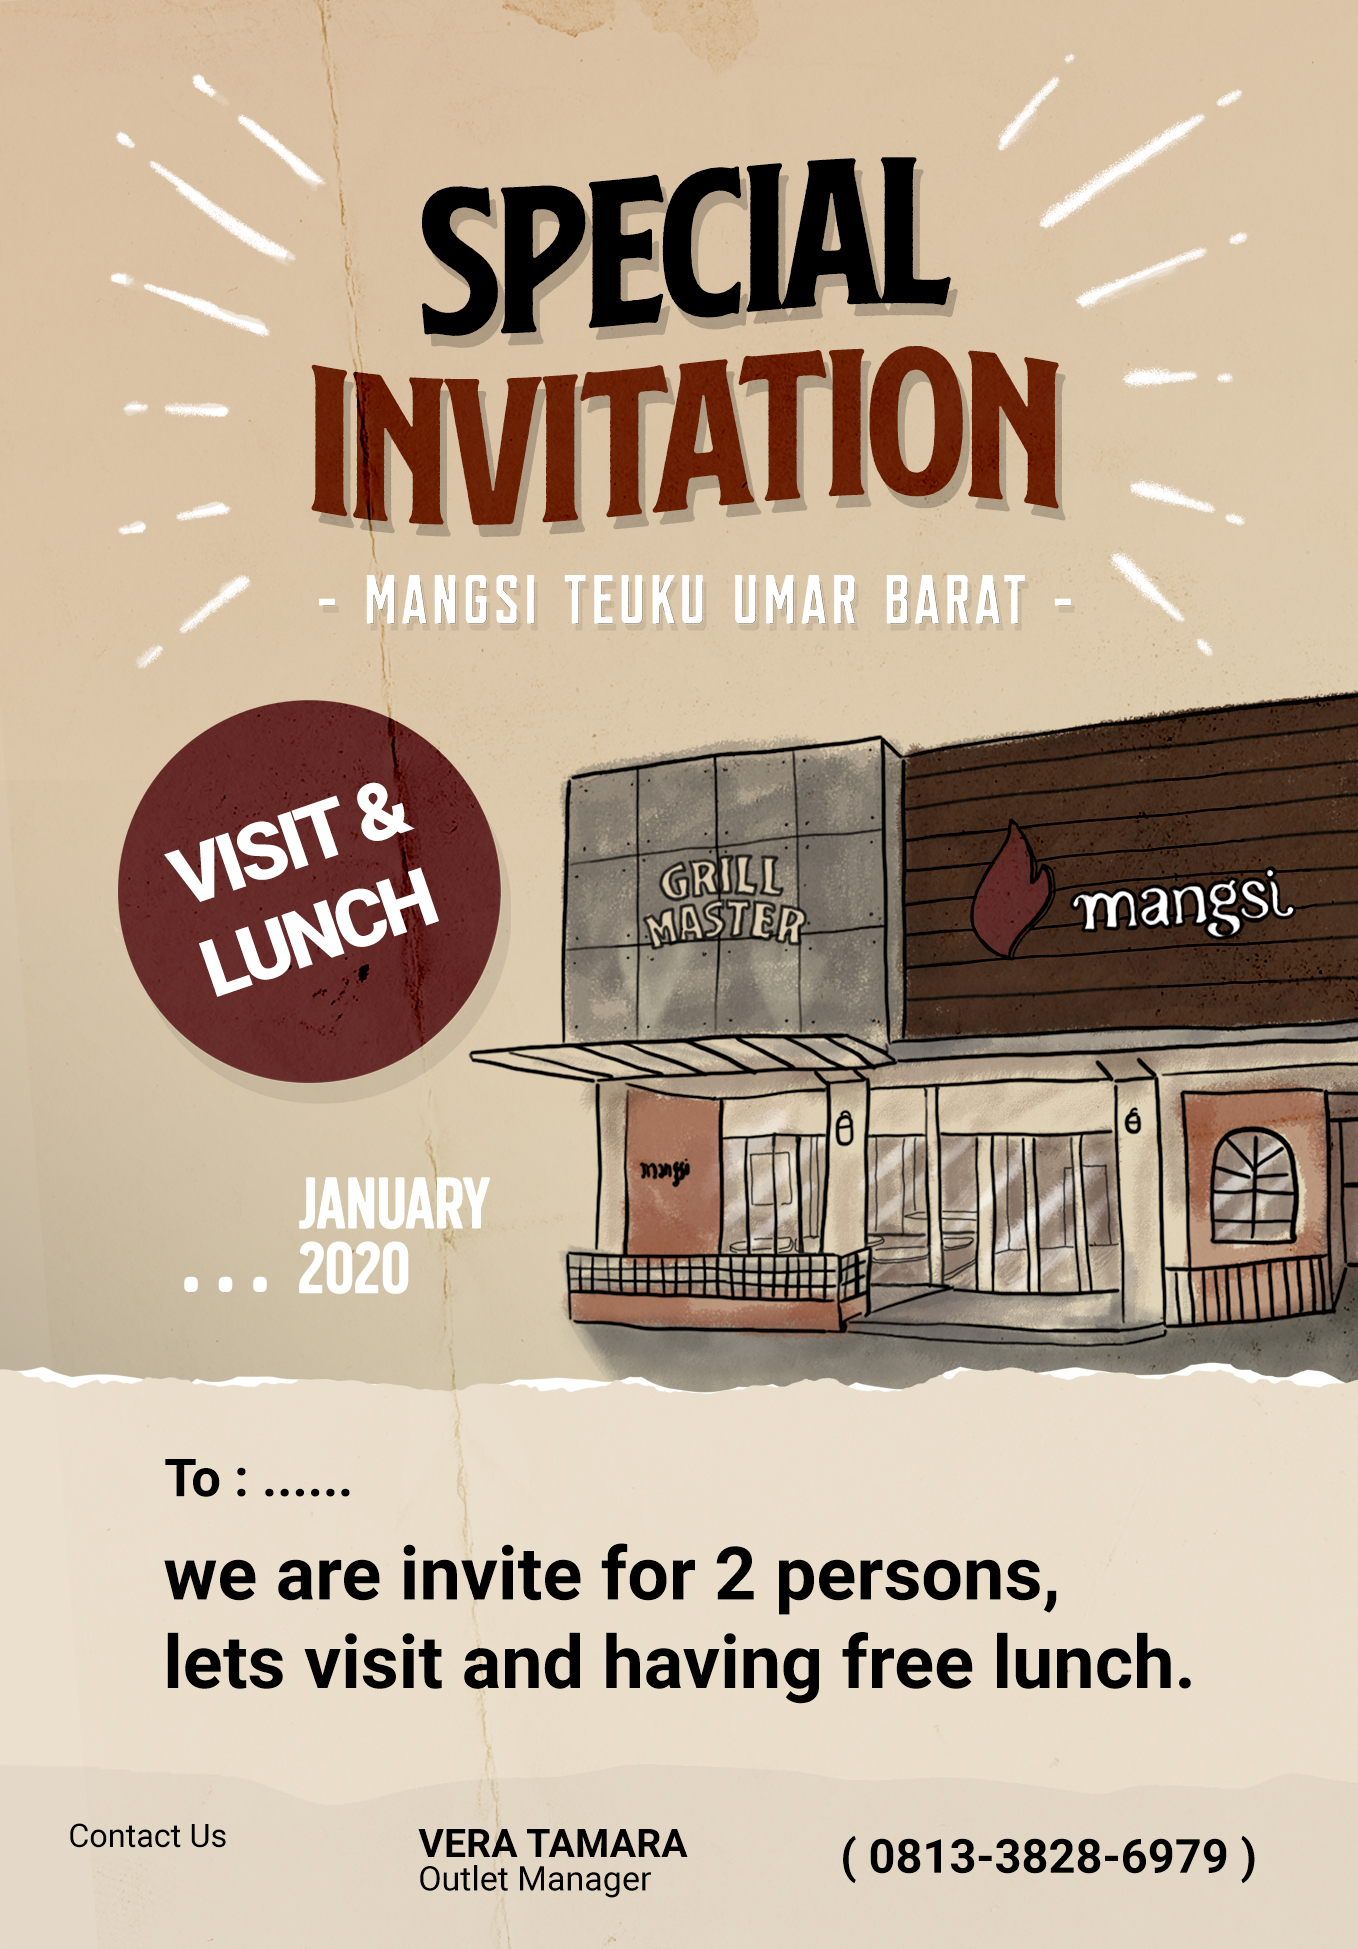 SPECIAL
INVITATION
- MANGSI TEUKU UMAR BARAT -
VISIT &
LUNCH
GRILL
MASTER
mangsi
mangsi
JANUARY
... 2020
To : ......
we are invite for 2 persons,
lets visit and having free lunch.
Contact Us
VERA TAMARA
Outlet Manager
( 0813-3828-6979 )